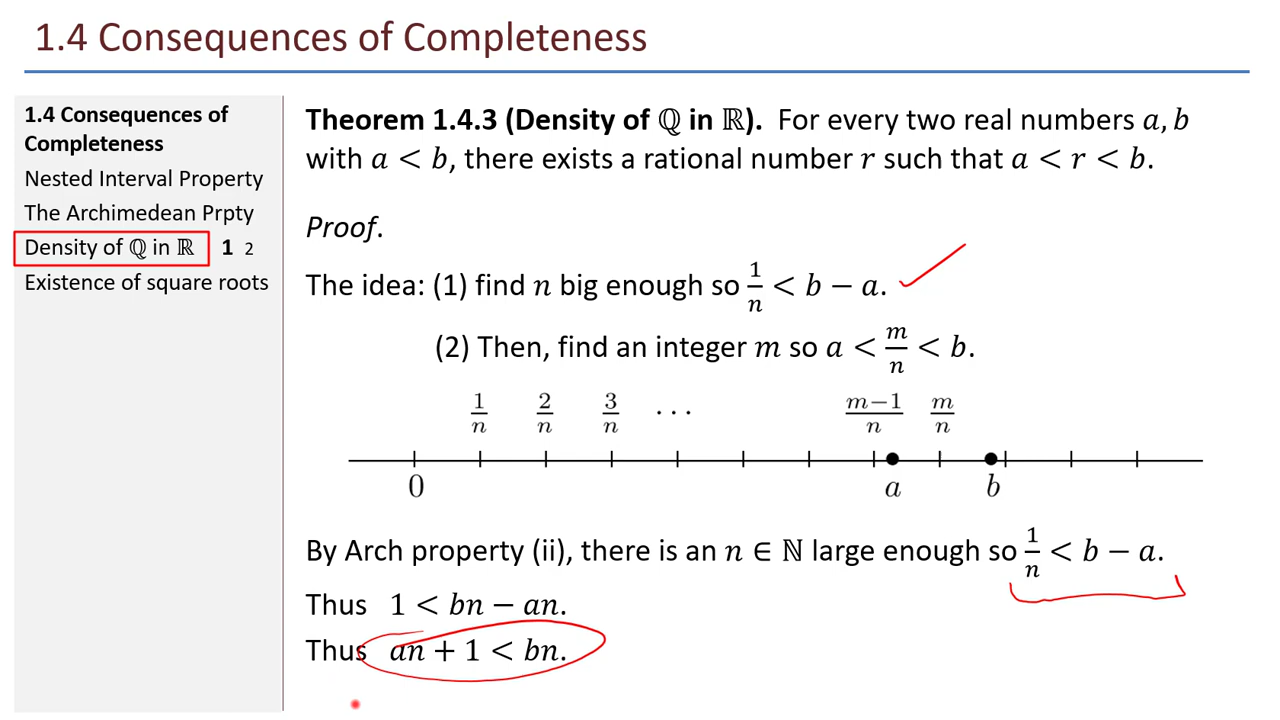 1.4 Consequences of Completeness
1.4 Consequences of
Completeness
Nested Interval Property
The Archimedean Prpty
Density of ℚ in ℝ 1 2
Existence of square roots
Theorem 1.4.3 (Density of ℚ in ℝ). For every two real numbers a, b
with a < b, there exists a rational number r such that a < r < b.
Proof.
The idea: (1) find n big enough so 1/n < b − a.
(2) Then, find an integer m so a < m/n < b.
1/n 2/n 3/n ⋯ m−1/n m/n
0 a b
By Arch property (ii), there is an n ∈ ℕ large enough so 1/n < b − a.
Thus 1 < bn − an.
Thus an + 1 < bn.